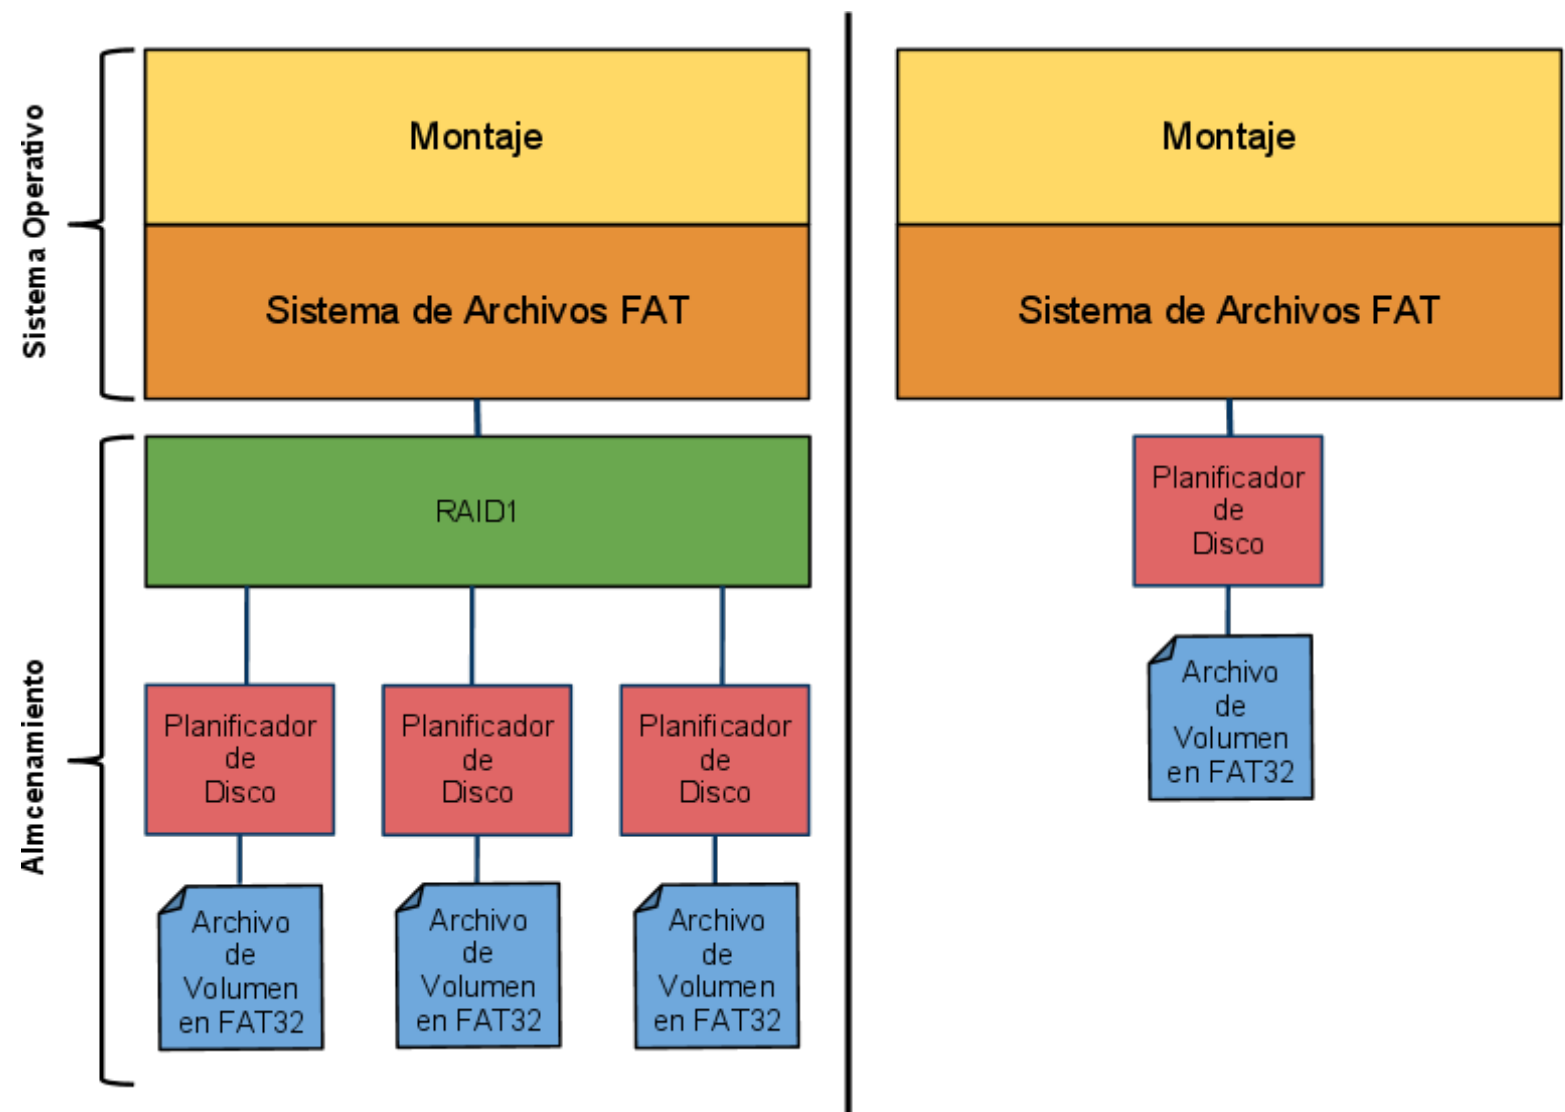 Sistema Operativo
Montaje
Sistema de Archivos FAT
Almcenamiento
RAID1
Planificador
de
Disco
Planificador
de
Disco
Planificador
de
Disco
Archivo
de
Volumen
en FAT32
Archivo
de
Volumen
en FAT32
Archivo
de
Volumen
en FAT32
Montaje
Sistema de Archivos FAT
Planificador
de
Disco
Archivo
de
Volumen
en FAT32